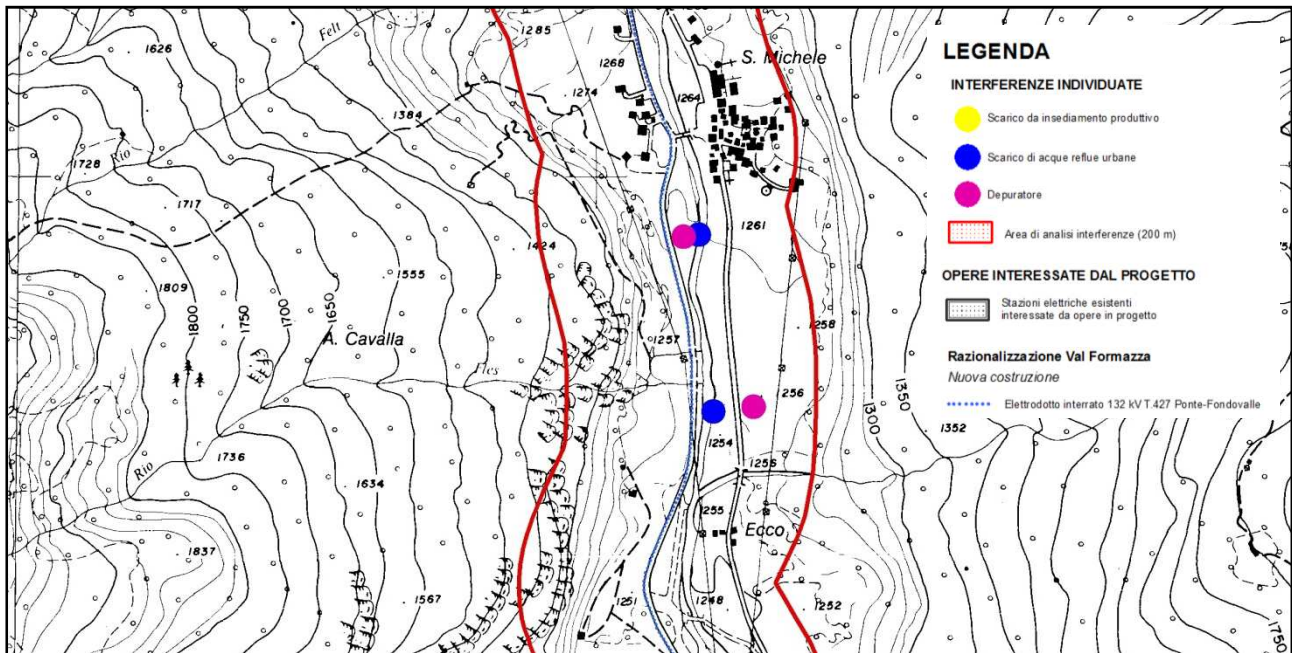 1285
1626
Felt
1268
S. Michele
1274
1264
1384
Rio
1728
1717
1261
1424
1555
1809
1800
1750
1700
1650
1258
1257
A. Cavalla
Fies
256
1350
1300
1352
1254
1256
1736
Rio
1634
1255
Ecco
1837
1567
1251
1248
1252
1750
LEGENDA
INTERFERENZE INDIVIDUATE
Scarico da insediamento produttivo
Scarico di acque reflue urbane
Depuratore
Area di analisi interferenze (200 m)
OPERE INTERESSATE DAL PROGETTO
Stazioni elettriche esistenti
interessate da opere in progetto
Razionalizzazione Val Formazza
Nuova costruzione
Elettrodotto interrato 132 kV T.427 Ponte-Fondovalle